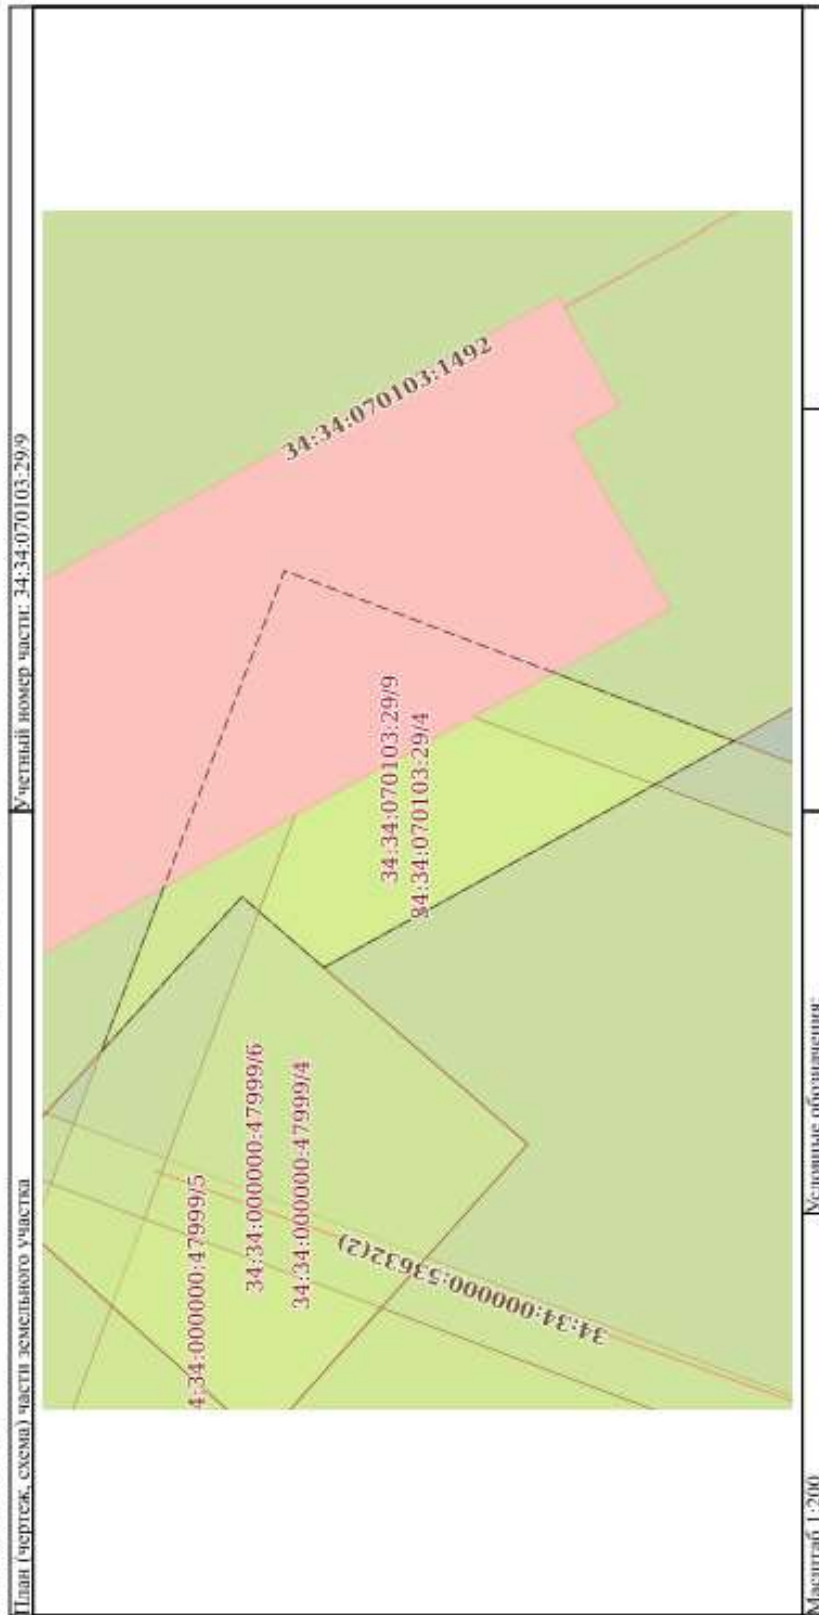 План (чертеж, схема) части земельного участка
Учетный номер части: 34:34:070103:29/9
4:34:000000:47999/5
34:34:000000:47999/6
34:34:000000:47999/4
34:34:000000:53632(2)
34:34:070103:29/9
34:34:070103:29/4
34:34:070103:1492
Масштаб 1:200
Условные обозначения: